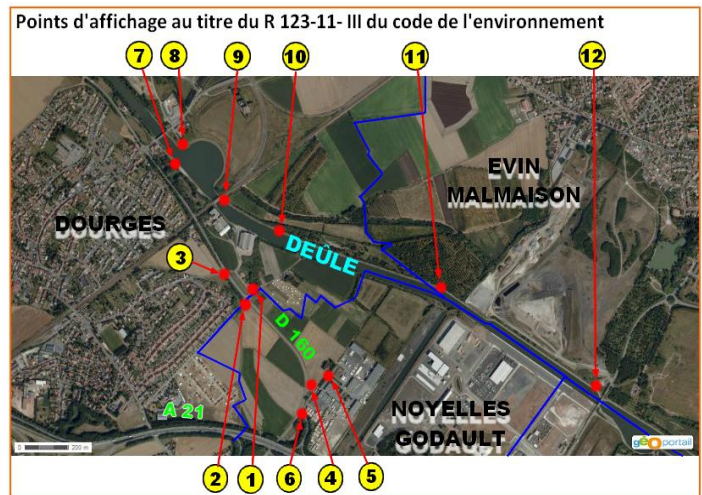 Points d'affichage au titre du R 123-11- III du code de l'environnement
7 8 9 10 11 12
EVIN
MALMAISON
DOURGES
DEÛLE
3
D 160
A 21
NOYELLES
GODAULT
0 200 m
géoportail
2 1 6 4 5